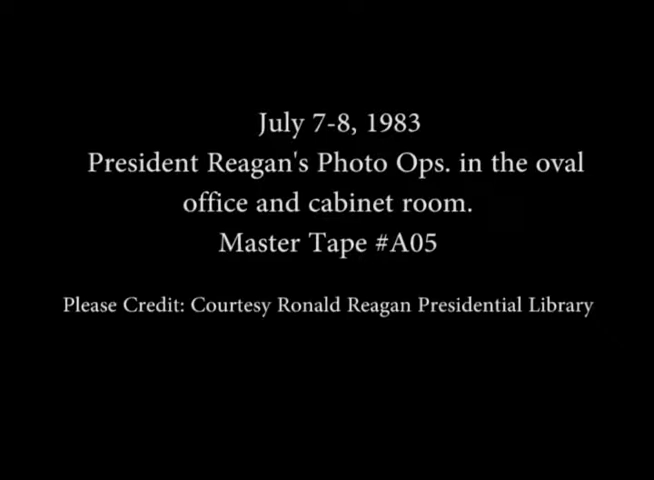 July 7-8, 1983
President Reagan's Photo Ops. in the oval
office and cabinet room.
Master Tape #A05
Please Credit: Courtesy Ronald Reagan Presidential Library